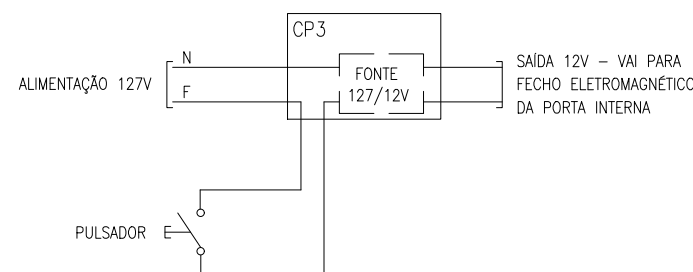 CP3
N
ALIMENTAÇÃO 127V
F
FONTE
127/12V
SAÍDA 12V – VAI PARA
FECHO ELETROMAGNÉTICO
DA PORTA INTERNA
PULSADOR